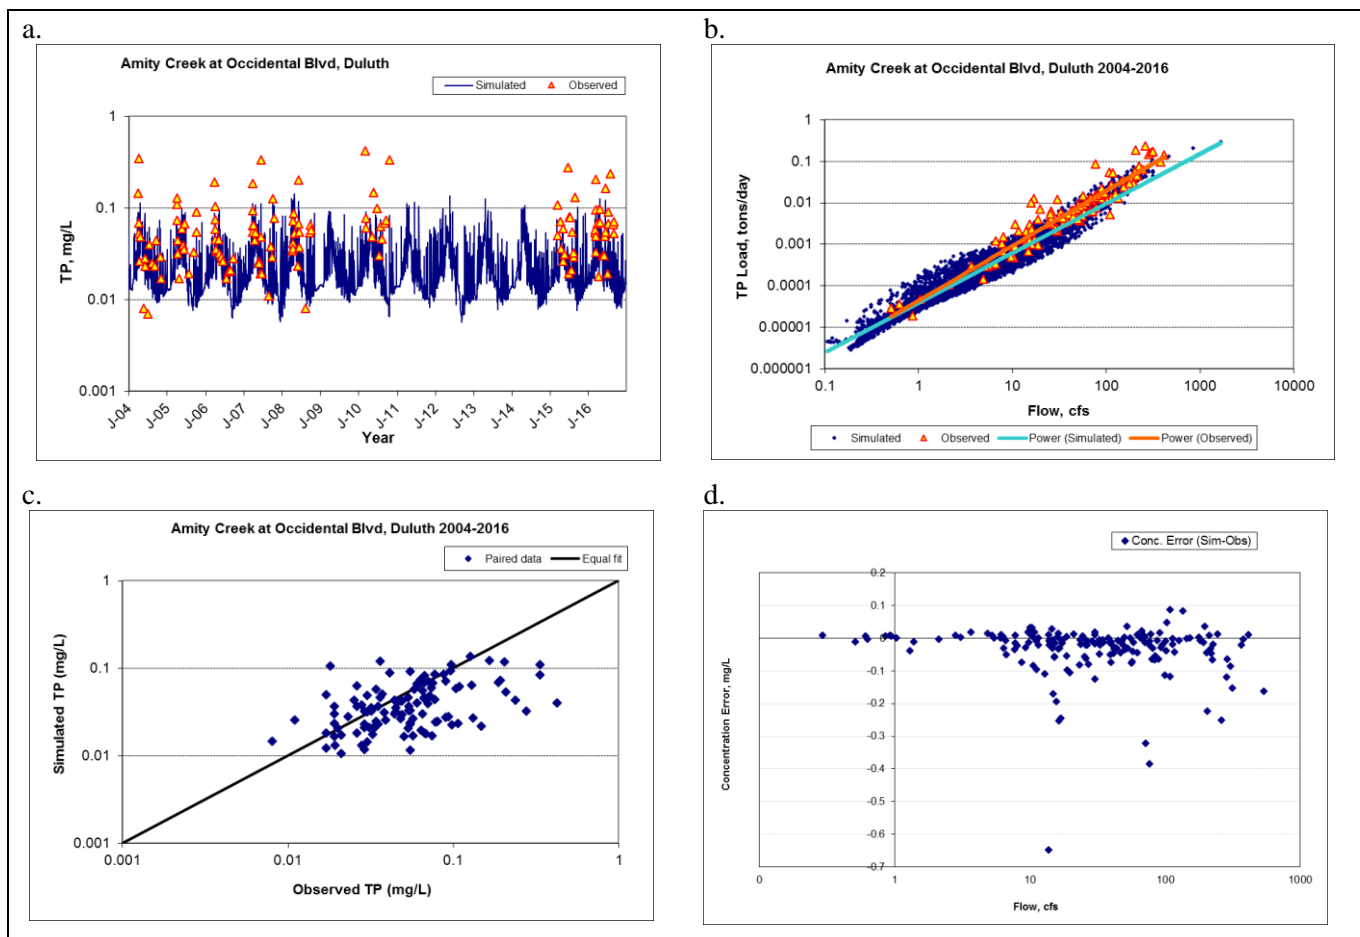 a.
Amity Creek at Occidental Blvd, Duluth
Simulated Observed
1
0.1
0.01
0.001
TP, mg/L
J-04 J-05 J-06 J-07 J-08 J-09 J-10 J-11 J-12 J-13 J-14 J-15 J-16
Year
b.
Amity Creek at Occidental Blvd, Duluth 2004-2016
1
0.1
0.01
0.001
0.0001
0.00001
0.000001
TP Load, tons/day
0.1 1 10 100 1000 10000
Flow, cfs
Simulated Observed Power (Simulated) Power (Observed)
c.
Amity Creek at Occidental Blvd, Duluth 2004-2016
Paired data Equal fit
1
0.1
0.01
0.001
Simulated TP (mg/L)
0.001 0.01 0.1 1
Observed TP (mg/L)
d.
Conc. Error (Sim-Obs)
0.2
0.1
0
-0.1
-0.2
-0.3
-0.4
-0.5
-0.6
-0.7
Concentration Error, mg/L
0 1 10 100 1000
Flow, cfs